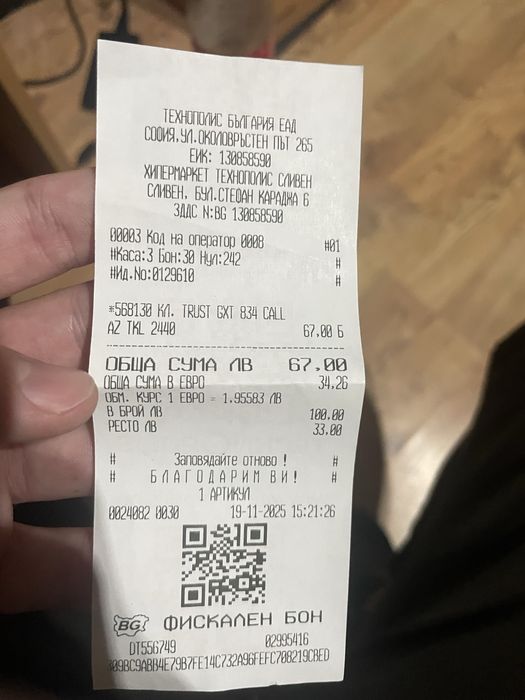 ТЕХНОПОЛИС БЪЛГАРИЯ ЕАД
СОФИЯ,УЛ.ОКОЛОВРЪСТЕН ПЪТ 265
ЕИК: 130858590
ХИПЕРМАРКЕТ ТЕХНОПОЛИС СЛИВЕН
СЛИВЕН, БУЛ.СТЕФАН КАРАДЖА 6
ЗДДС N:BG 130858590
00003 Код на оператор 0008 #01
#Каса:3 Бон:30 Нул:242 #
#Ид.No:0129610 #
*568130 КЛ. TRUST GXT 834 CALL
AZ TKL 2440 67.00 Б
ОБЩА СУМА ЛВ 67.00
ОБЩА СУМА В ЕВРО 34.26
ОБМ. КУРС 1 ЕВРО = 1.95583 ЛВ
В БРОЙ ЛВ 100.00
РЕСТО ЛВ 33.00
# Заповядайте отново ! #
# БЛАГОДАРИМ ВИ! #
1 АРТИКУЛ
0024082 0030 19-11-2025 15:21:26
BG ФИСКАЛЕН БОН
DT556749 02995416
309BC9ABB4E79B7FE14C732A96FEFC708219CBED